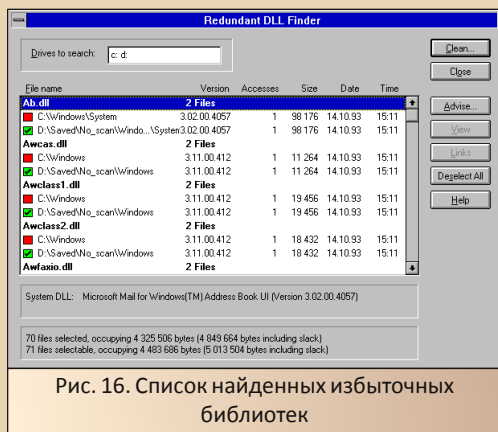 Redundant DLL Finder
Drives to search: c: d:
Clean...
Close
File name Version Accesses Size Date Time
Ab.dll 2 Files
C:\Windows\System 3.02.00.4057 1 98 176 14.10.93 15:11
D:\Saved\No_scan\Windo...\System 3.02.00.4057 1 98 176 14.10.93 15:11
Awcas.dll 2 Files
C:\Windows 3.11.00.412 1 11 264 14.10.93 15:11
D:\Saved\No_scan\Windows 3.11.00.412 1 11 264 14.10.93 15:11
Awclass1.dll 2 Files
C:\Windows 3.11.00.412 1 19 456 14.10.93 15:11
D:\Saved\No_scan\Windows 3.11.00.412 1 19 456 14.10.93 15:11
Awclass2.dll 2 Files
C:\Windows 3.11.00.412 1 18 432 14.10.93 15:11
D:\Saved\No_scan\Windows 3.11.00.412 1 18 432 14.10.93 15:11
Awfaxio.dll 2 Files
Advise...
View
Links
Deselect All
Help
System DLL: Microsoft Mail for Windows(TM) Address Book UI (Version 3.02.00.4057)
70 files selected, occupying 4 325 506 bytes (4 849 664 bytes including slack)
71 files selectable, occupying 4 483 686 bytes (5 013 504 bytes including slack)
Рис. 16. Список найденных избыточных
библиотек